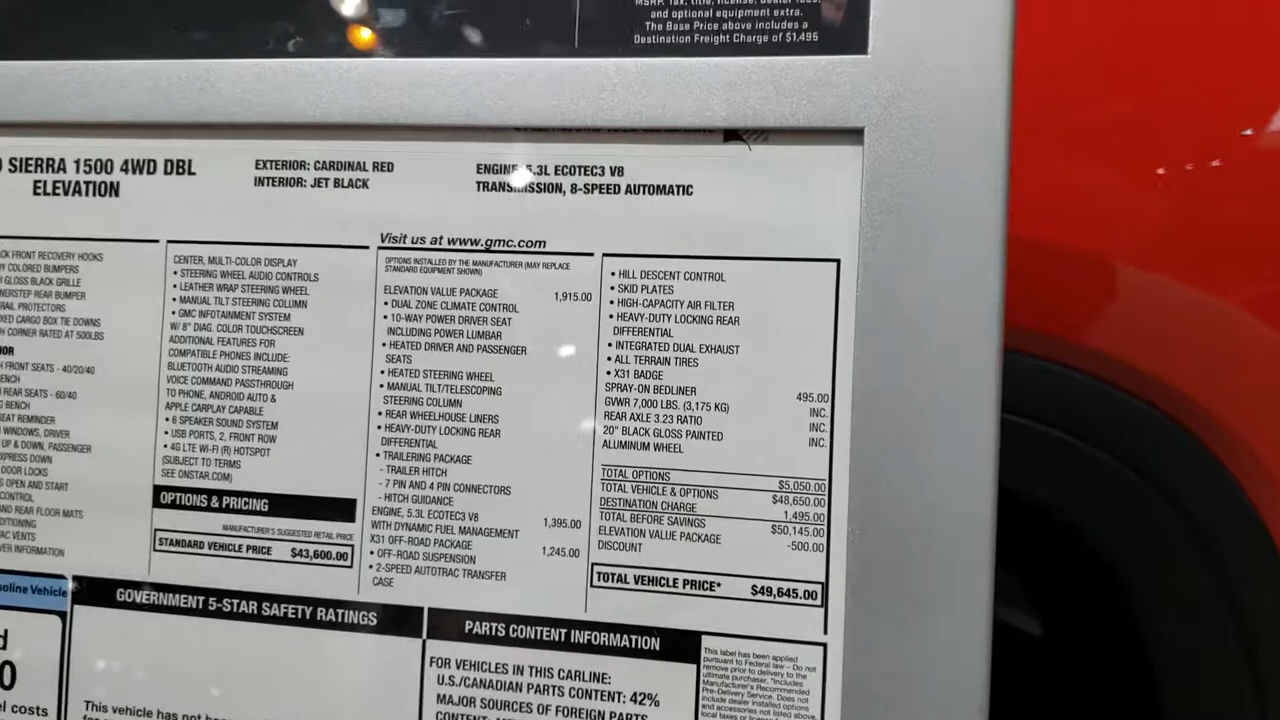 MSRP. Tax, title, license, dealer fees,
and optional equipment extra.
The Base Price above includes a
Destination Freight Charge of $1,495
SIERRA 1500 4WD DBL
ELEVATION
EXTERIOR: CARDINAL RED
INTERIOR: JET BLACK
ENGINE, 5.3L ECOTEC3 V8
TRANSMISSION, 8-SPEED AUTOMATIC
Visit us at www.gmc.com
FRONT RECOVERY HOOKS
COLORED BUMPERS
GLOSS BLACK GRILLE
REAR BUMPER
PROTECTORS
CARGO BOX TIE DOWNS
CORNER RATED AT 500LBS
FRONT SEATS - 40/20/40
REAR SEATS - 60/40
BENCH
REMINDER
WINDOWS, DRIVER
UP & DOWN, PASSENGER
DOWN
DOOR LOCKS
OPEN AND START
CONTROL
AND REAR FLOOR MATS
VENTS
INFORMATION
CENTER, MULTI-COLOR DISPLAY
• STEERING WHEEL AUDIO CONTROLS
• LEATHER WRAP STEERING WHEEL
• MANUAL TILT STEERING COLUMN
• GMC INFOTAINMENT SYSTEM
W/ 8" DIAG. COLOR TOUCHSCREEN
ADDITIONAL FEATURES FOR
COMPATIBLE PHONES INCLUDE:
BLUETOOTH AUDIO STREAMING
VOICE COMMAND PASSTHROUGH
TO PHONE, ANDROID AUTO &
APPLE CARPLAY CAPABLE
• 6 SPEAKER SOUND SYSTEM
• USB PORTS, 2, FRONT ROW
• 4G LTE WI-FI (R) HOTSPOT
(SUBJECT TO TERMS
SEE ONSTAR.COM)
OPTIONS & PRICING
MANUFACTURER'S SUGGESTED RETAIL PRICE
STANDARD VEHICLE PRICE $43,600.00
OPTIONS INSTALLED BY THE MANUFACTURER (MAY REPLACE
STANDARD EQUIPMENT SHOWN)
ELEVATION VALUE PACKAGE 1,915.00
• DUAL ZONE CLIMATE CONTROL
• 10-WAY POWER DRIVER SEAT
INCLUDING POWER LUMBAR
• HEATED DRIVER AND PASSENGER
SEATS
• HEATED STEERING WHEEL
• MANUAL TILT/TELESCOPING
STEERING COLUMN
• REAR WHEELHOUSE LINERS
• HEAVY-DUTY LOCKING REAR
DIFFERENTIAL
• TRAILERING PACKAGE
- TRAILER HITCH
- 7 PIN AND 4 PIN CONNECTORS
- HITCH GUIDANCE
ENGINE, 5.3L ECOTEC3 V8 1,395.00
WITH DYNAMIC FUEL MANAGEMENT
X31 OFF-ROAD PACKAGE 1,245.00
• OFF-ROAD SUSPENSION
• 2-SPEED AUTOTRAC TRANSFER
CASE
• HILL DESCENT CONTROL
• SKID PLATES
• HIGH-CAPACITY AIR FILTER
• HEAVY-DUTY LOCKING REAR
DIFFERENTIAL
• INTEGRATED DUAL EXHAUST
• ALL TERRAIN TIRES
• X31 BADGE
SPRAY-ON BEDLINER 495.00
GVWR 7,000 LBS. (3,175 KG) INC.
REAR AXLE 3.23 RATIO INC.
20" BLACK GLOSS PAINTED INC.
ALUMINUM WHEEL
TOTAL OPTIONS $5,050.00
TOTAL VEHICLE & OPTIONS $48,650.00
DESTINATION CHARGE 1,495.00
TOTAL BEFORE SAVINGS $50,145.00
ELEVATION VALUE PACKAGE -500.00
DISCOUNT
TOTAL VEHICLE PRICE* $49,645.00
Vehicle
costs
GOVERNMENT 5-STAR SAFETY RATINGS
This vehicle has not
PARTS CONTENT INFORMATION
FOR VEHICLES IN THIS CARLINE:
U.S./CANADIAN PARTS CONTENT: 42%
MAJOR SOURCES OF FOREIGN PARTS
This label has been applied
pursuant to Federal law – Do not
remove prior to delivery to the
ultimate purchaser. *Includes
Manufacturer's Recommended
Pre-Delivery Service. Does not
include dealer installed options
and accessories not listed above,
local taxes or